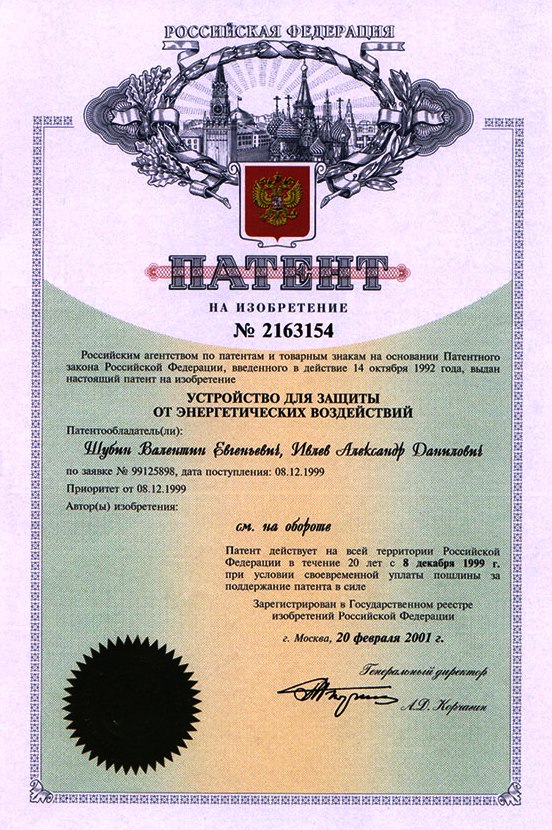 РОССИЙСКАЯ ФЕДЕРАЦИЯ
ПАТЕНТ
НА ИЗОБРЕТЕНИЕ
№ 2163154
Российским агентством по патентам и товарным знакам на основании Патентного
закона Российской Федерации, введенного в действие 14 октября 1992 года, выдан
настоящий патент на изобретение
УСТРОЙСТВО ДЛЯ ЗАЩИТЫ
ОТ ЭНЕРГЕТИЧЕСКИХ ВОЗДЕЙСТВИЙ
Патентообладатель(ли):
Шубин Валентин Евгеньевич, Ивлев Александр Данилович
по заявке № 99125898, дата поступления: 08.12.1999
Приоритет от 08.12.1999
Автор(ы) изобретения:
см. на обороте
Патент действует на всей территории Российской
Федерации в течение 20 лет с 8 декабря 1999 г.
при условии своевременной уплаты пошлины за
поддержание патента в силе
Зарегистрирован в Государственном реестре
изобретений Российской Федерации
г. Москва, 20 февраля 2001 г.
Генеральный директор
А.Д. Корчагин